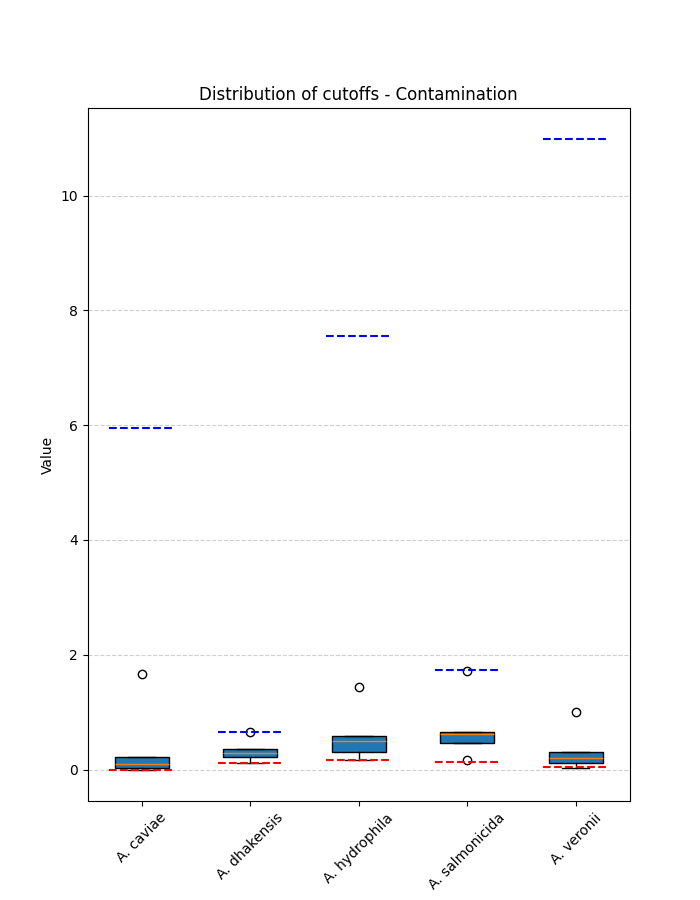 Distribution of cutoffs - Contamination
Value
10
8
6
4
2
0
A. caviae
A. dhakensis
A. hydrophila
A. salmonicida
A. veronii